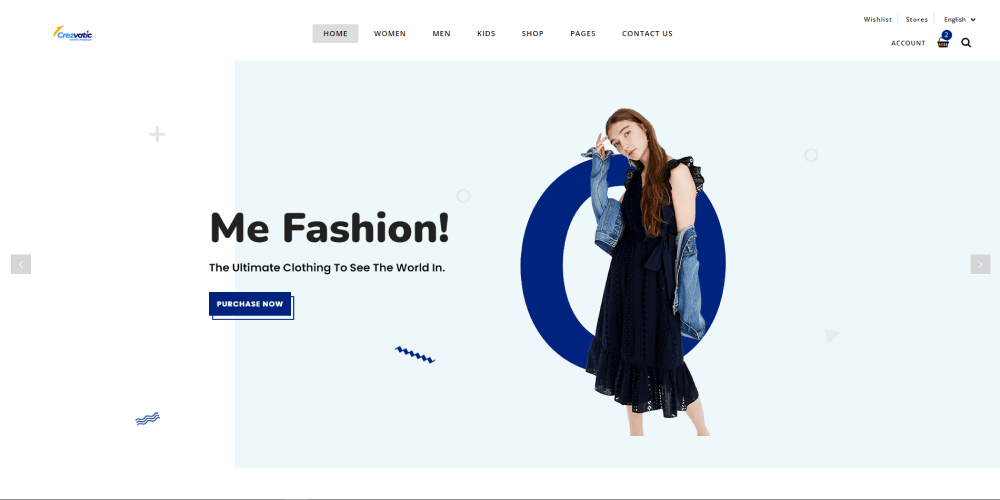 Wishlist
Stores
English
Crezvatic
HOME
WOMEN
MEN
KIDS
SHOP
PAGES
CONTACT US
ACCOUNT
2
Me Fashion!
The Ultimate Clothing To See The World In.
PURCHASE NOW